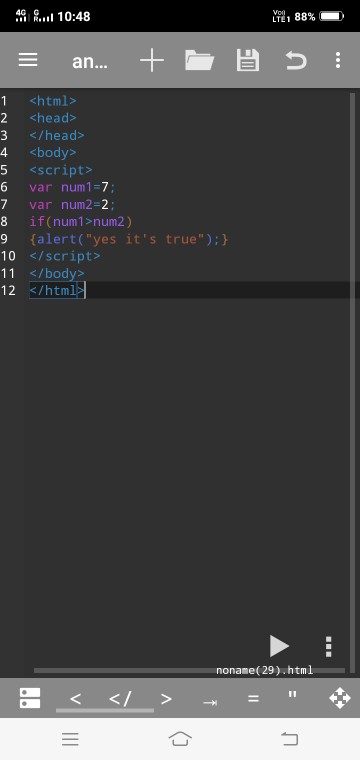 4G G 10:48 Vo)) LTE1 88%
an...
1 <html>
2 <head>
3 </head>
4 <body>
5 <script>
6 var num1=7;
7 var num2=2;
8 if(num1>num2)
9 {alert("yes it's true");}
10 </script>
11 </body>
12 </html>
noname(29).html
< </ > = "